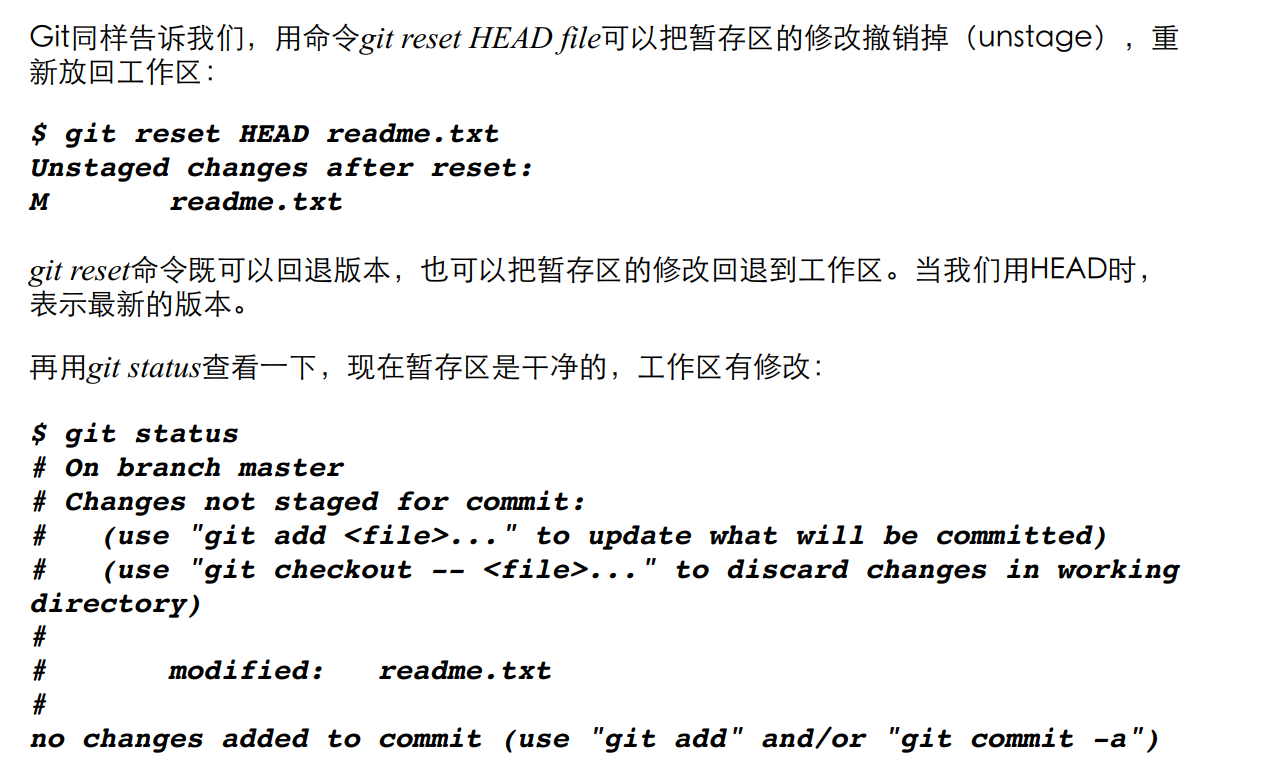 Git同样告诉我们，用命令git reset HEAD file可以把暂存区的修改撤销掉（unstage），重
新放回工作区：
$ git reset HEAD readme.txt
Unstaged changes after reset:
M       readme.txt
git reset命令既可以回退版本，也可以把暂存区的修改回退到工作区。当我们用HEAD时，
表示最新的版本。
再用git status查看一下，现在暂存区是干净的，工作区有修改：
$ git status
# On branch master
# Changes not staged for commit:
#   (use "git add <file>..." to update what will be committed)
#   (use "git checkout -- <file>..." to discard changes in working
directory)
#
#       modified:   readme.txt
#
no changes added to commit (use "git add" and/or "git commit -a")